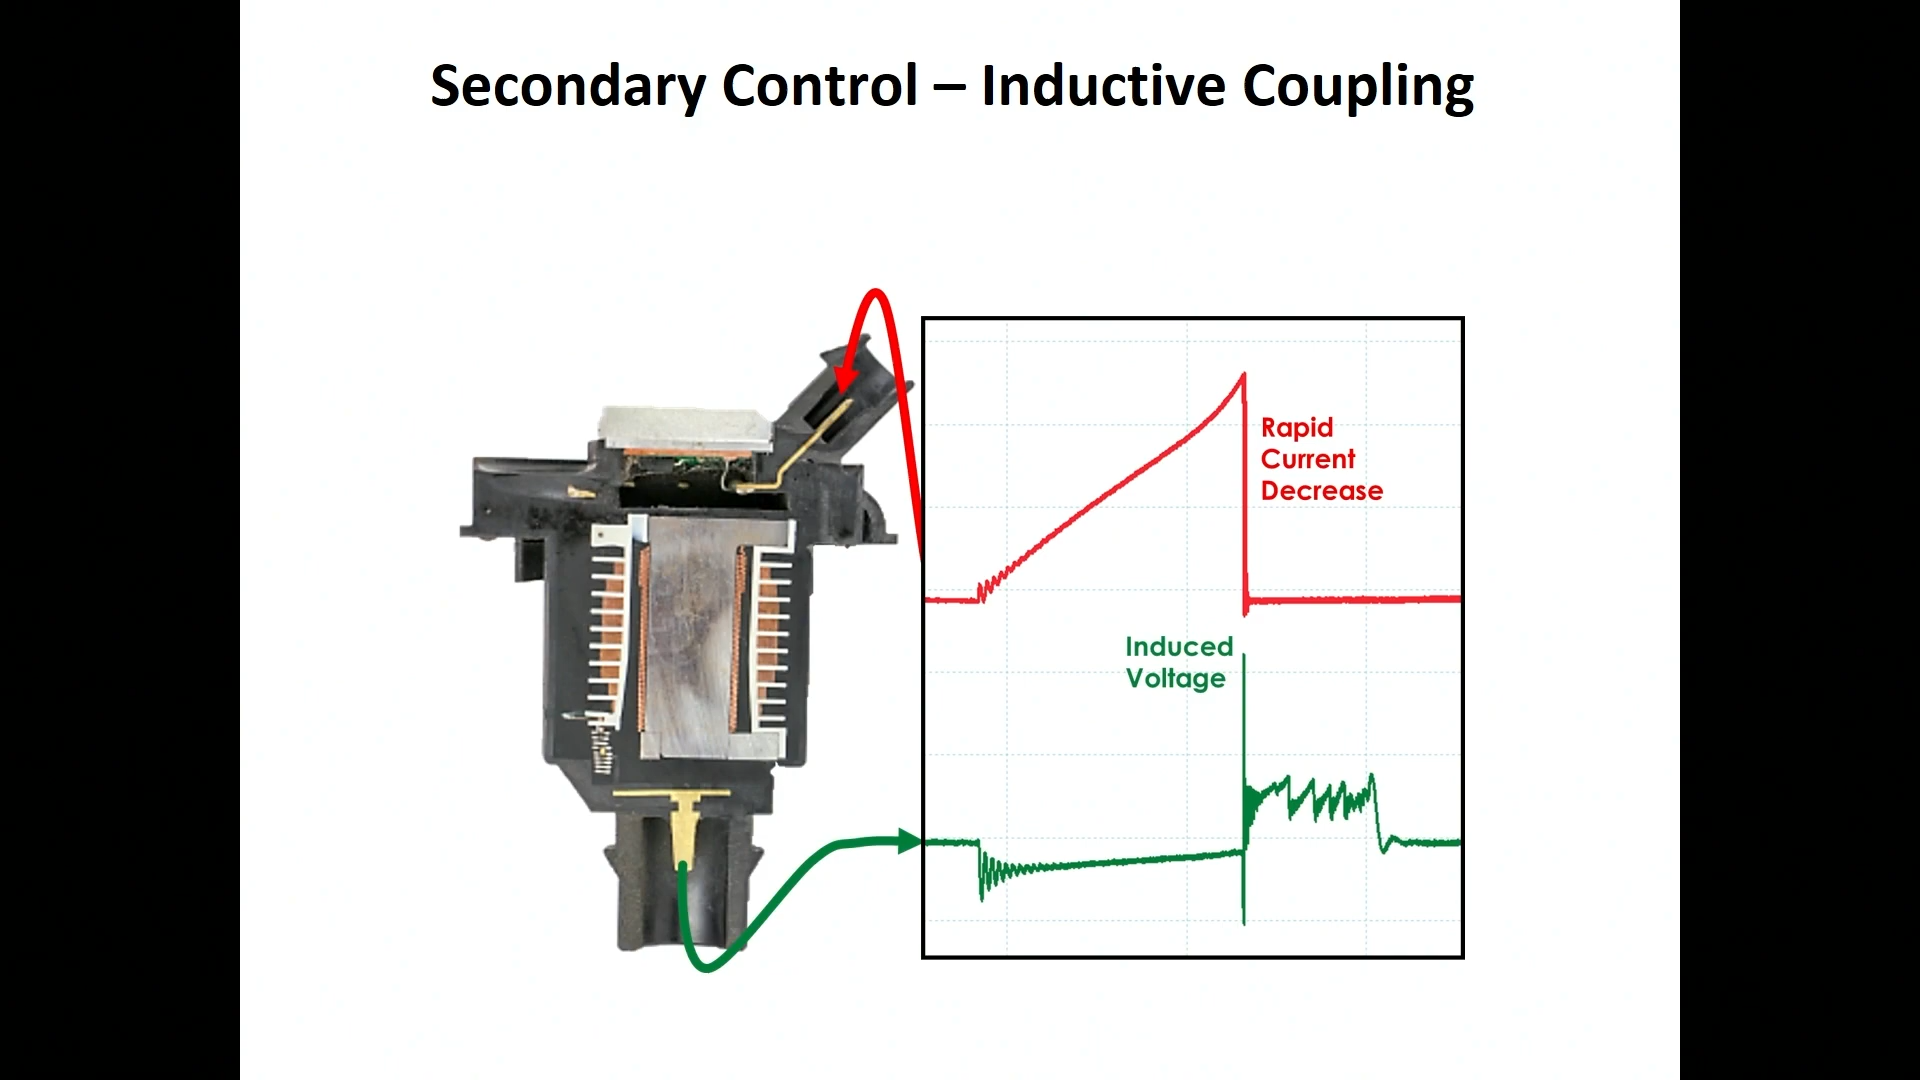 Secondary Control – Inductive Coupling
Rapid
Current
Decrease
Induced
Voltage